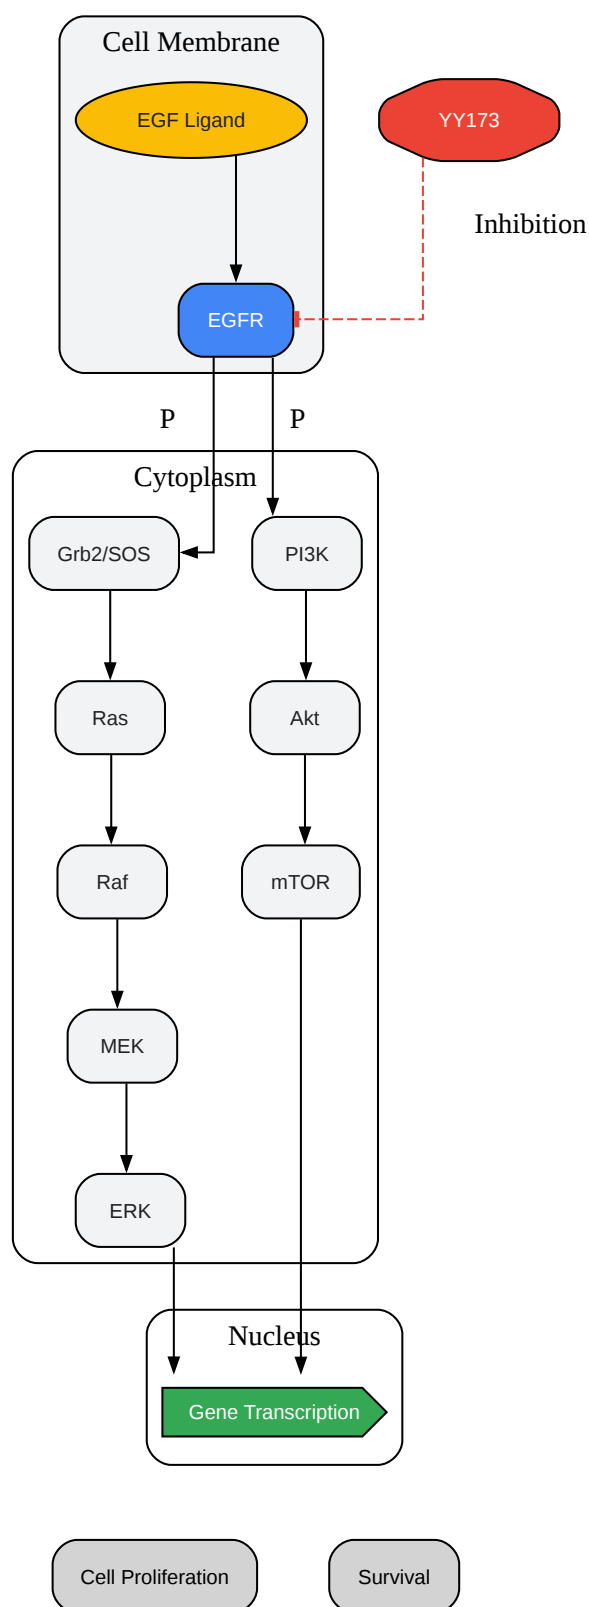 Cell Membrane
EGF Ligand
YY173
Inhibition
EGFR
P
P
Cytoplasm
Grb2/SOS
PI3K
Ras
Akt
Raf
mTOR
MEK
ERK
Nucleus
Gene Transcription
Cell Proliferation
Survival